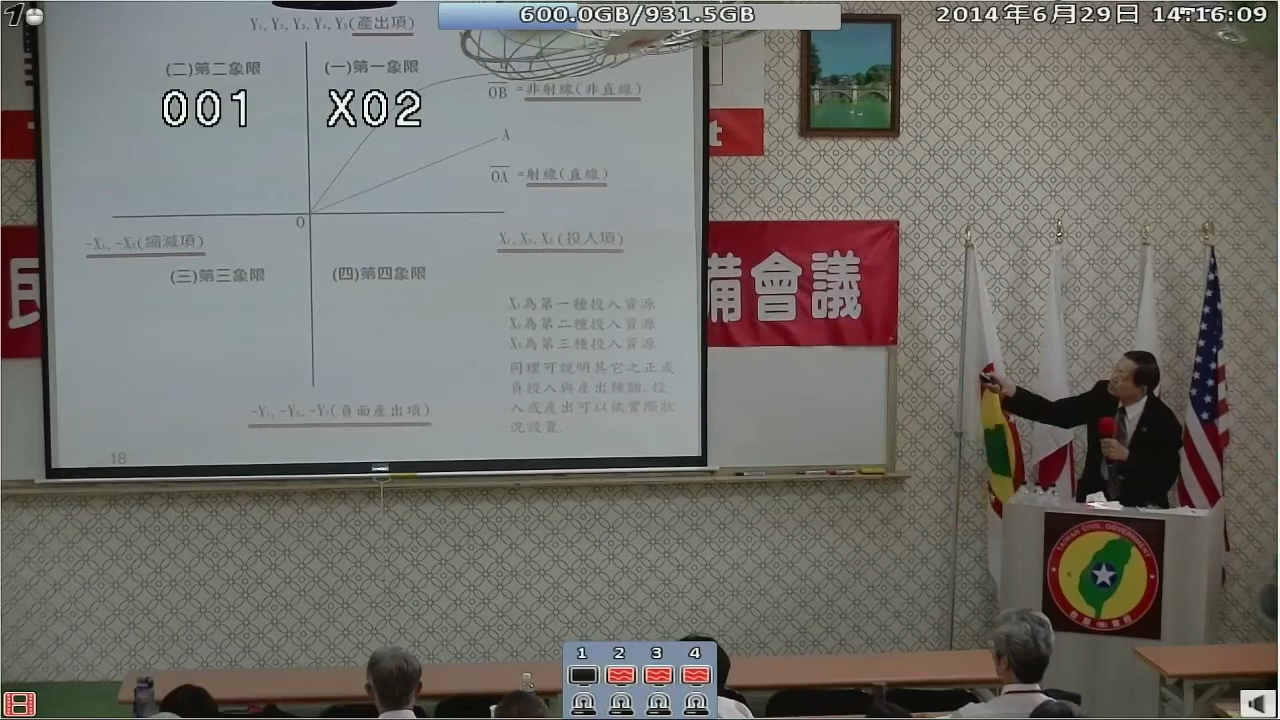 1
600.0GB/931.5GB
2014年6月29日 14:16:09
Y₁, Y₂, Y₃, Y₄, Y₅(產出項)
(二)第二象限
(一)第一象限
001
X02
OB =非射線(非直線)
A
OA =射線(直線)
O
-X₁, -X₂(縮減項)
X₁, X₂, X₃(投入項)
(三)第三象限
(四)第四象限
X₁為第一種投入資源
X₂為第二種投入資源
X₃為第三種投入資源
同理可說明其它之正或
負投入與產出種類,投
入或產出可以依實際狀
況設置.
-Y₁, -Y₂, -Y₃(負面產出項)
18
t
民
備會議
TAIWAN CIVIL GOVERNMENT
1 2 3 4